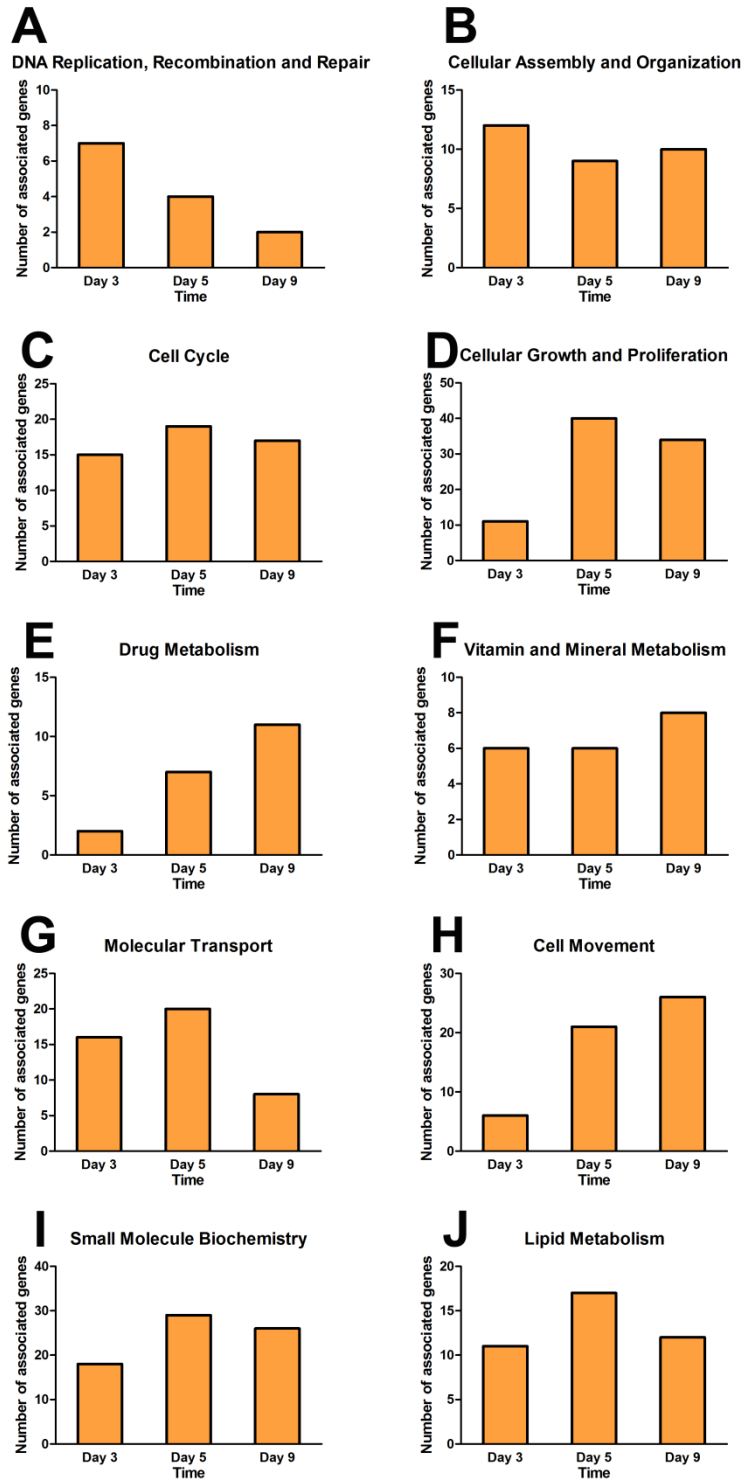 A
DNA Replication, Recombination and Repair
Number of associated genes
10
8
6
4
2
0
Day 3 Day 5 Day 9
Time
B
Cellular Assembly and Organization
Number of associated genes
15
10
5
0
Day 3 Day 5 Day 9
Time
C
Cell Cycle
Number of associated genes
25
20
15
10
5
0
Day 3 Day 5 Day 9
Time
D
Cellular Growth and Proliferation
Number of associated genes
50
40
30
20
10
0
Day 3 Day 5 Day 9
Time
E
Drug Metabolism
Number of associated genes
15
10
5
0
Day 3 Day 5 Day 9
Time
F
Vitamin and Mineral Metabolism
Number of associated genes
10
8
6
4
2
0
Day 3 Day 5 Day 9
Time
G
Molecular Transport
Number of associated genes
25
20
15
10
5
0
Day 3 Day 5 Day 9
Time
H
Cell Movement
Number of associated genes
30
20
10
0
Day 3 Day 5 Day 9
Time
I
Small Molecule Biochemistry
Number of associated genes
40
30
20
10
0
Day 3 Day 5 Day 9
Time
J
Lipid Metabolism
Number of associated genes
20
15
10
5
0
Day 3 Day 5 Day 9
Time